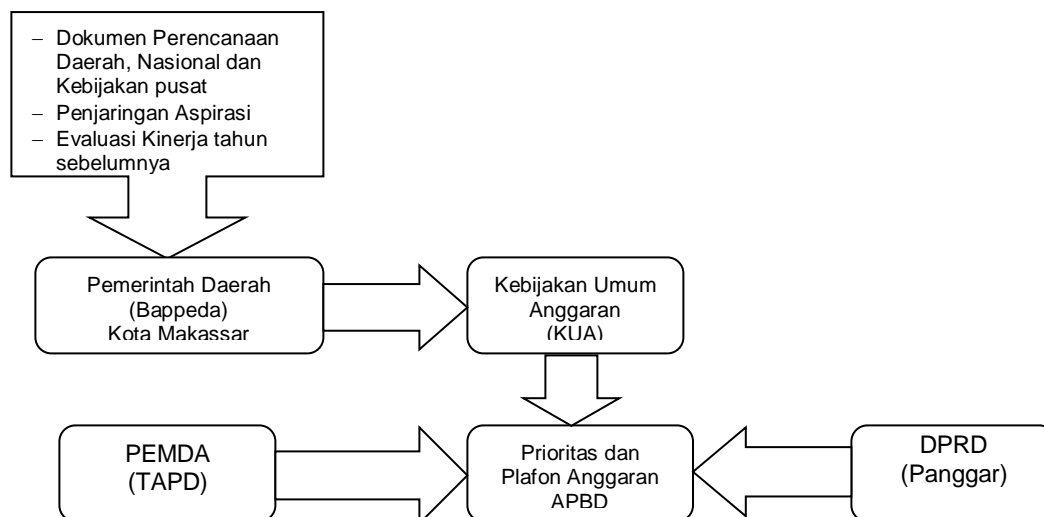 – Dokumen Perencanaan
Daerah, Nasional dan
Kebijakan pusat
– Penjaringan Aspirasi
– Evaluasi Kinerja tahun
sebelumnya
Pemerintah Daerah
(Bappeda)
Kota Makassar
Kebijakan Umum
Anggaran
(KUA)
PEMDA
(TAPD)
Prioritas dan
Plafon Anggaran
APBD
DPRD
(Panggar)